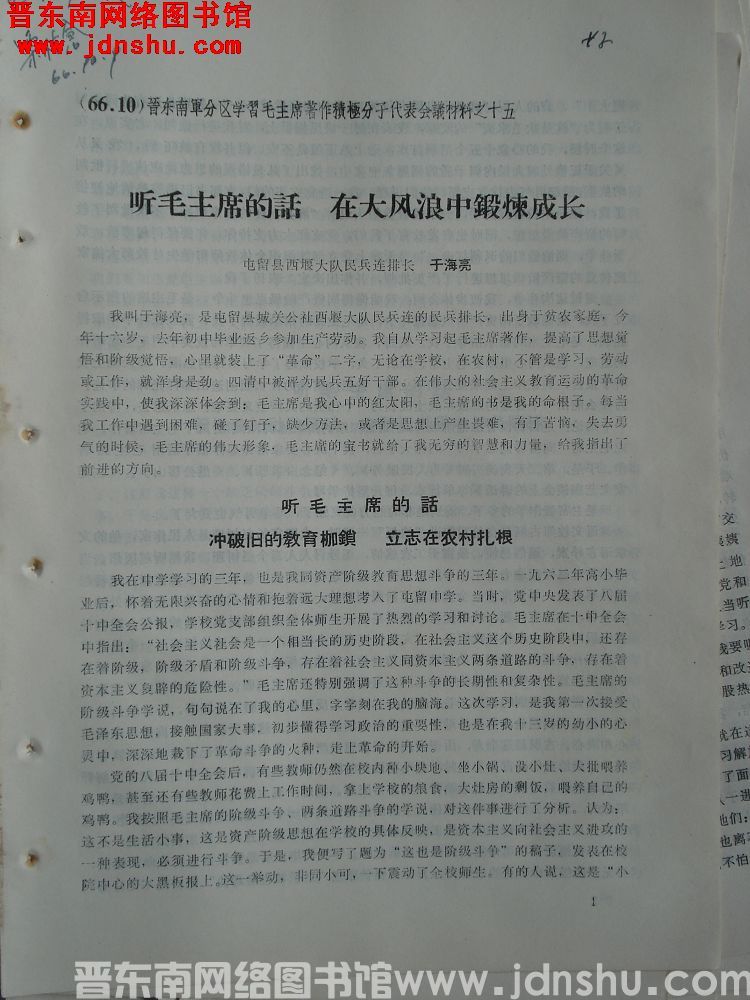 晋东南网络图书馆
www.jdnshu.com
66.10.9
(66.10)晉东南軍分区学習毛主席著作積極分子代表会議材料之十五
听毛主席的話 在大风浪中鍛煉成长
屯留县西堰大队民兵连排长 于海亮
我叫于海亮，是屯留县城关公社西堰大队民兵连的民兵排长，出身于贫农家庭，今
年十六岁，去年初中毕业返乡参加生产劳动。我自从学习起毛主席著作，提高了思想觉
悟和阶级觉悟，心里就装上了“革命”二字，无论在学校，在农村，不管是学习、劳动
或工作，就浑身是劲。四清中被评为民兵五好干部。在伟大的社会主义教育运动的革命
实践中，使我深深体会到：毛主席是我心中的红太阳，毛主席的书是我的命根子。每当
我工作中遇到困难，碰了钉子，缺少方法，或者是思想上产生畏难，有了苦恼，失去勇
气的时候，毛主席的伟大形象，毛主席的宝书就给了我无穷的智慧和力量，给我指出了
前进的方向。
听毛主席的話
冲破旧的敎育枷鎖 立志在农村扎根
我在中学学习的三年，也是我同资产阶级教育思想斗争的三年。一九六二年高小毕
业后，怀着无限兴奋的心情和抱着远大理想考入了屯留中学。当时，党中央发表了八届
十中全会公报，学校党支部组织全体师生开展了热烈的学习和讨论。毛主席在十中全会
中指出：“社会主义社会是一个相当长的历史阶段，在社会主义这个历史阶段中，还存
在着阶级，阶级矛盾和阶级斗争，存在着社会主义同资本主义两条道路的斗争，存在着
资本主义复辟的危险性。”毛主席还特别强调了这种斗争的长期性和复杂性。毛主席的
阶级斗争学说，句句说在了我的心里，字字刻在我的脑海。这次学习，是我第一次接受
毛泽东思想，接触国家大事，初步懂得学习政治的重要性，也是在我十三岁的幼小的心
灵中，深深地栽下了革命斗争的火种，走上革命的开始。
党的八届十中全会后，有些教师仍然在校内种小块地、坐小锅、设小灶、大批喂养
鸡鸭，甚至还有些教师花费上工作时间，拿上学校的粮食，大灶房的剩饭，喂养自己的
鸡鸭。我按照毛主席的阶级斗争、两条道路斗争的学说，对这件事进行了分析。认为：
这不是生活小事，这是资产阶级思想在学校的具体反映，是资本主义向社会主义进攻的
一种表现，必须进行斗争。于是，我便写了题为“这也是阶级斗争”的稿子，发表在校
院中心的大黑板报上。这一举动，非同小可，一下震动了全校师生。有的人说，这是“小
1
晋东南网络图书馆www.jdnshu.com